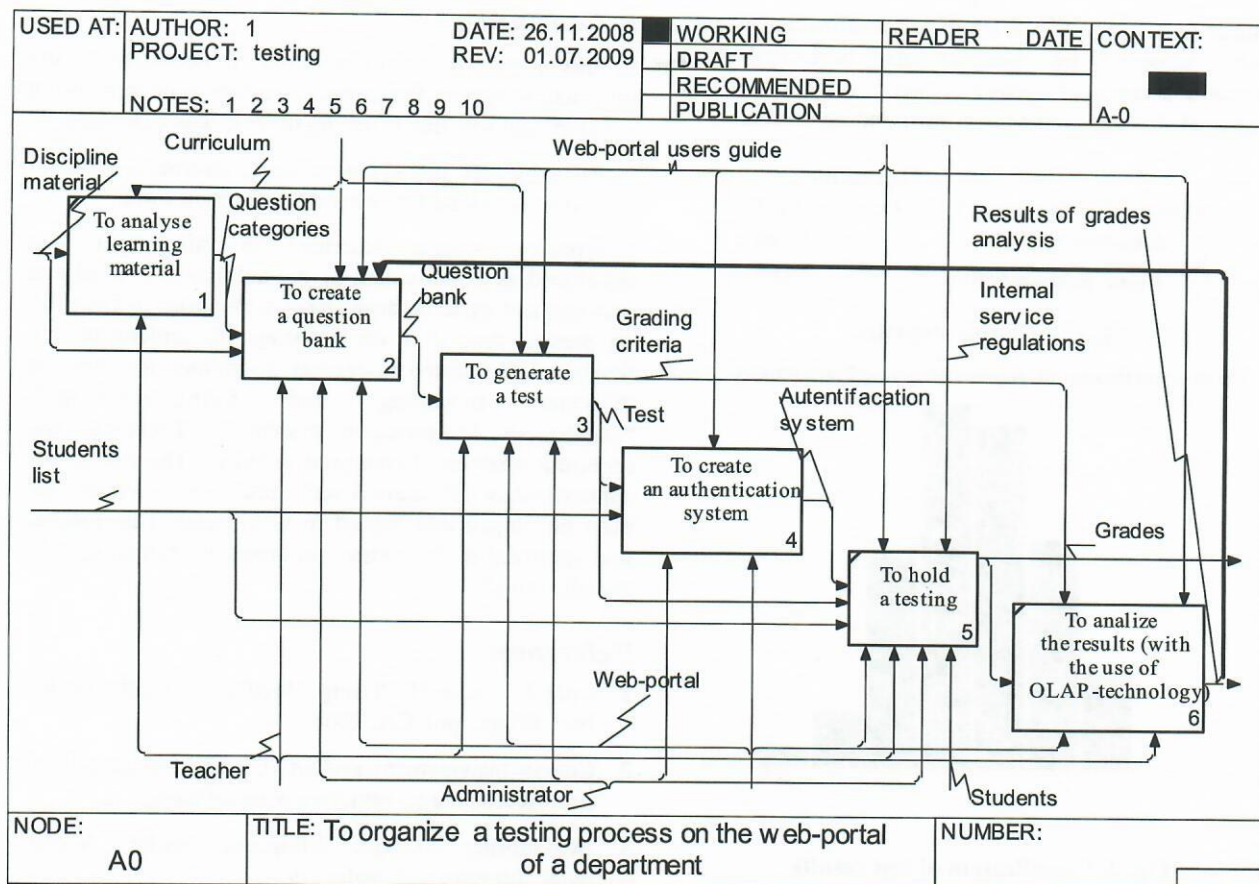 USED AT:
AUTHOR: 1
DATE: 26.11.2008
PROJECT: testing
REV: 01.07.2009
NOTES: 1 2 3 4 5 6 7 8 9 10
WORKING
DRAFT
RECOMMENDED
PUBLICATION
READER DATE
CONTEXT:
A-0
Discipline
material
Curriculum
Web-portal users guide
To analyse
learning
material
1
Question
categories
Results of grades
analysis
To create
a question
bank
2
Question
bank
Internal
service
regulations
Grading
criteria
To generate
a test
3
Test
Autentifacation
system
Students
list
To create
an authentication
system
4
Grades
To hold
a testing
5
To analize
the results (with
the use of
OLAP-technology)
6
Web-portal
Teacher
Administrator
Students
NODE:
A0
TITLE: To organize a testing process on the web-portal
of a department
NUMBER: